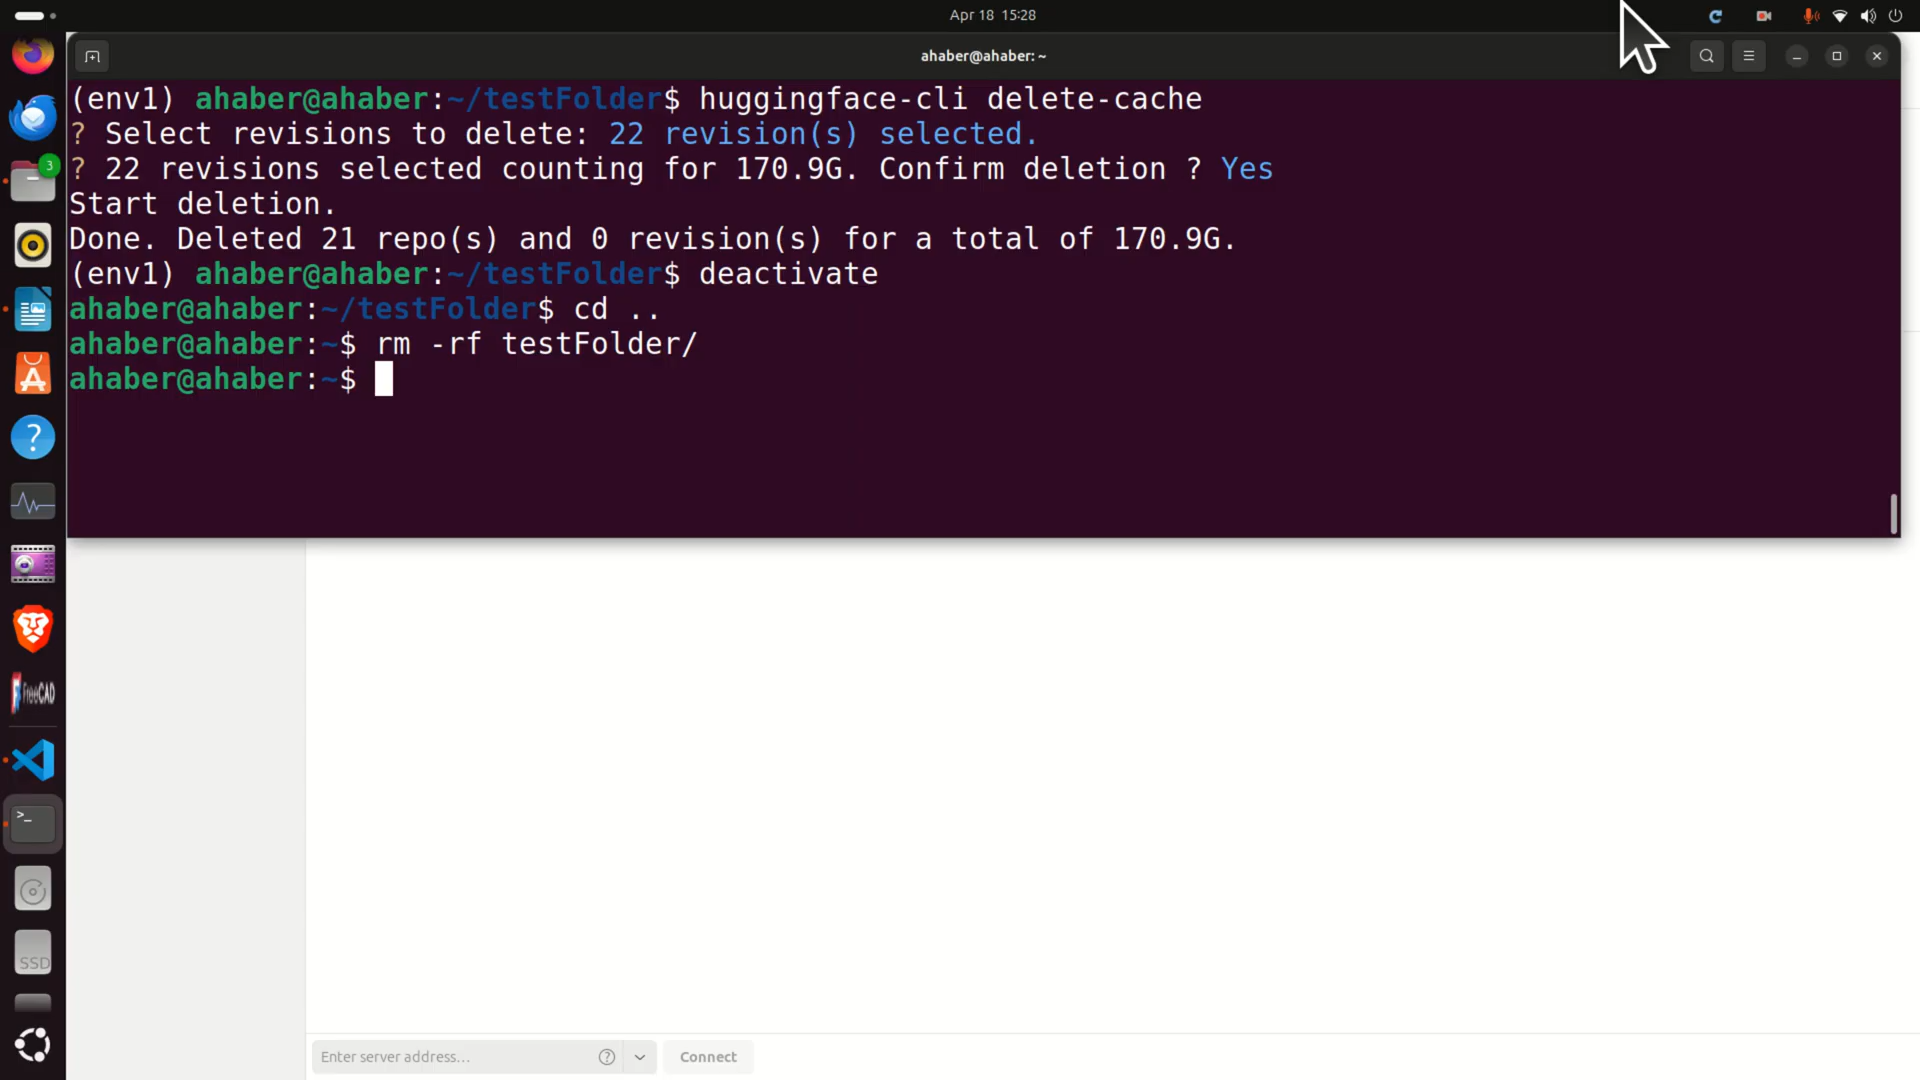 Apr 18 15:28
ahaber@ahaber: ~
(env1) ahaber@ahaber:~/testFolder$ huggingface-cli delete-cache
? Select revisions to delete: 22 revision(s) selected.
? 22 revisions selected counting for 170.9G. Confirm deletion ? Yes
Start deletion.
Done. Deleted 21 repo(s) and 0 revision(s) for a total of 170.9G.
(env1) ahaber@ahaber:~/testFolder$ deactivate
ahaber@ahaber:~/testFolder$ cd ..
ahaber@ahaber:~$ rm -rf testFolder/
ahaber@ahaber:~$
3
?
FreeCAD
>_
SSD
Enter server address... ?
Connect